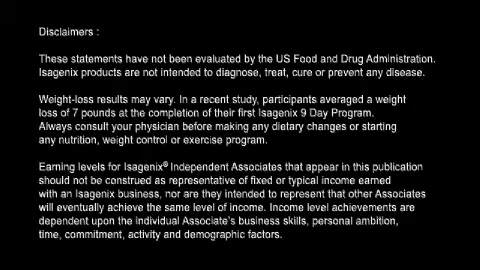 Disclaimers :
These statements have not been evaluated by the US Food and Drug Administration.
Isagenix products are not intended to diagnose, treat, cure or prevent any disease.
Weight-loss results may vary. In a recent study, participants averaged a weight
loss of 7 pounds at the completion of their first Isagenix 9 Day Program.
Always consult your physician before making any dietary changes or starting
any nutrition, weight control or exercise program.
Earning levels for Isagenix® Independent Associates that appear in this publication
should not be construed as representative of fixed or typical income earned
with an Isagenix business, nor are they intended to represent that other Associates
will eventually achieve the same level of income. Income level achievements are
dependent upon the individual Associate's business skills, personal ambition,
time, commitment, activity and demographic factors.